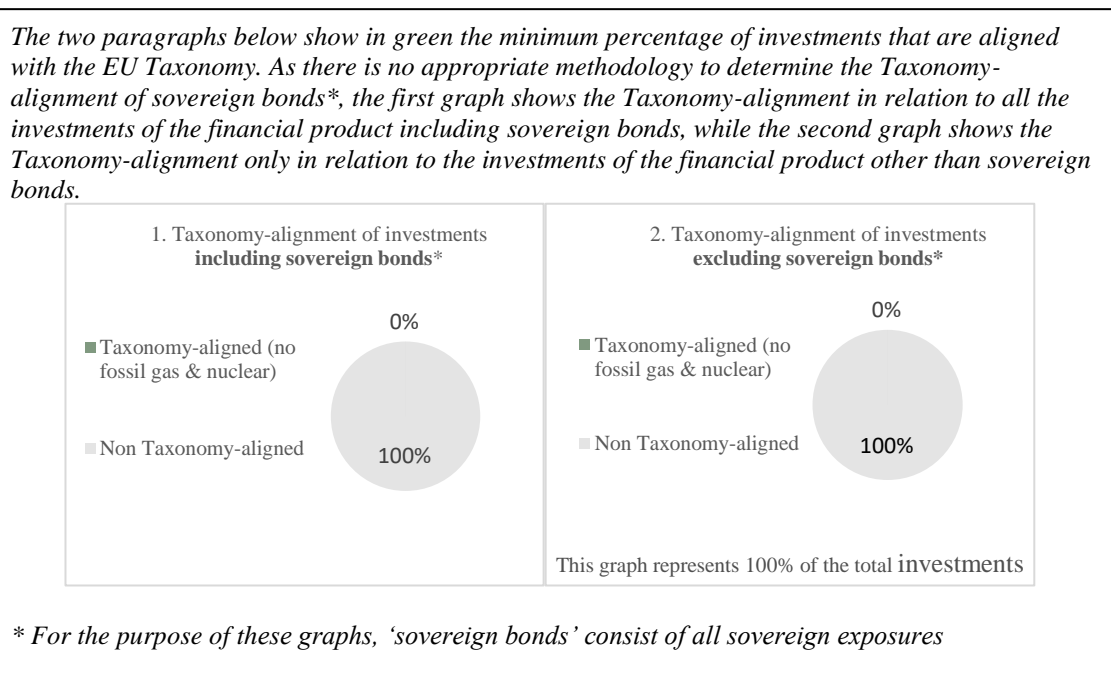 The two paragraphs below show in green the minimum percentage of investments that are aligned
with the EU Taxonomy. As there is no appropriate methodology to determine the Taxonomy-
alignment of sovereign bonds*, the first graph shows the Taxonomy-alignment in relation to all the
investments of the financial product including sovereign bonds, while the second graph shows the
Taxonomy-alignment only in relation to the investments of the financial product other than sovereign
bonds.
1. Taxonomy-alignment of investments
including sovereign bonds*
0%
Taxonomy-aligned (no
fossil gas & nuclear)
Non Taxonomy-aligned
100%
2. Taxonomy-alignment of investments
excluding sovereign bonds*
0%
Taxonomy-aligned (no
fossil gas & nuclear)
Non Taxonomy-aligned
100%
This graph represents 100% of the total investments
* For the purpose of these graphs, ‘sovereign bonds’ consist of all sovereign exposures